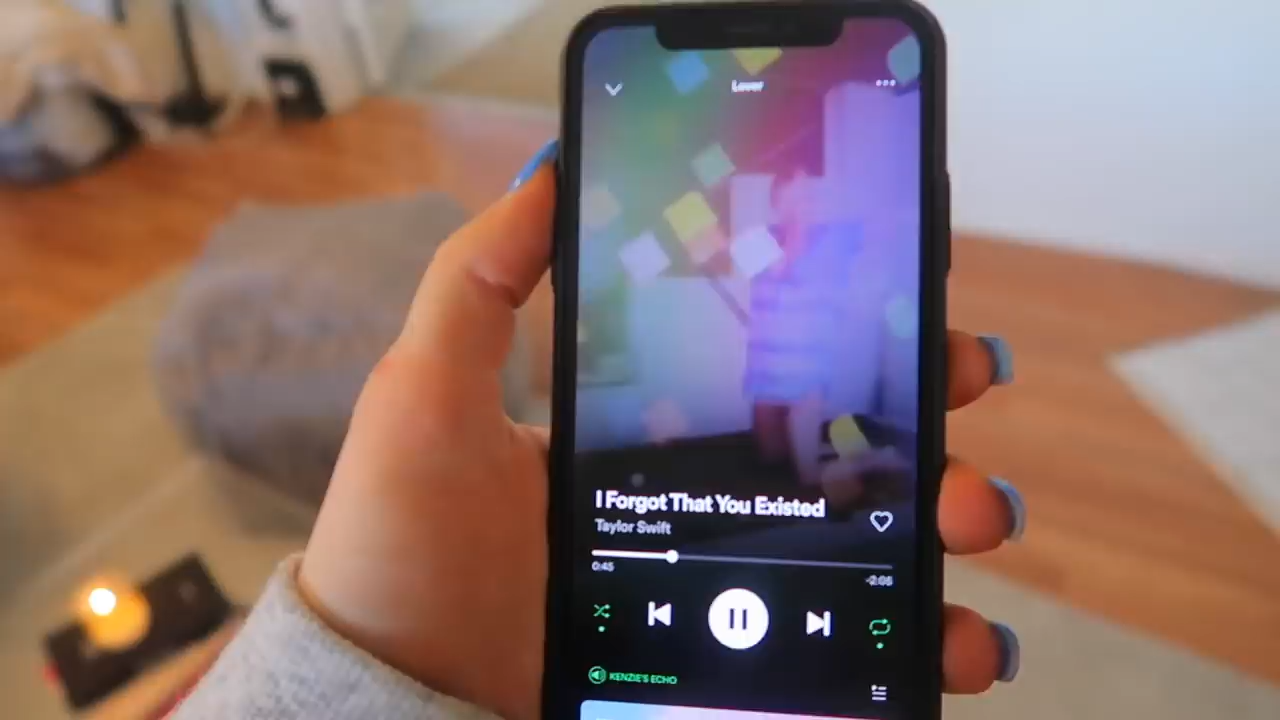 Lover
I Forgot That You Existed
Taylor Swift
0:45
-2:05
KENZIE'S ECHO